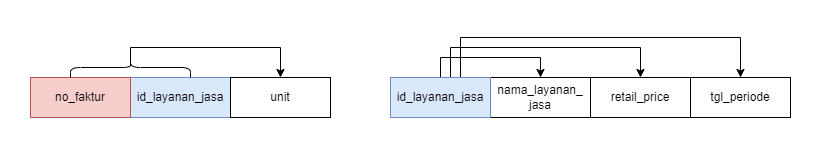 no_faktur
id_layanan_jasa
unit
id_layanan_jasa
nama_layanan_
jasa
retail_price
tgl_periode